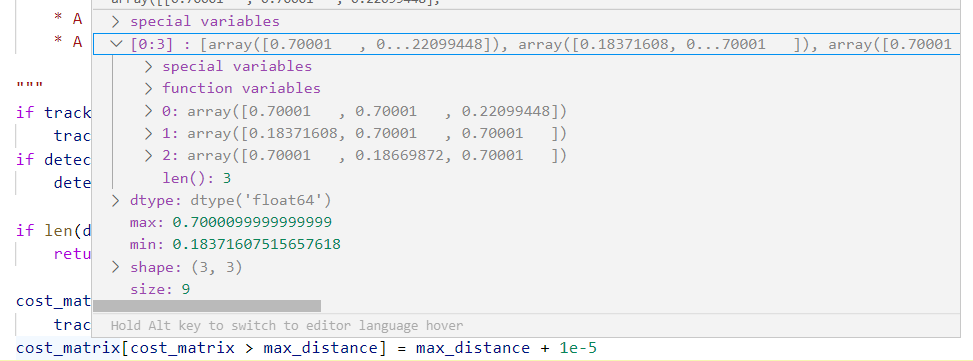 array([[0.70001   , 0.70001   , 0.22099448],
* A
> special variables
* A
[0:3] : [array([0.70001   , 0...22099448]), array([0.18371608, 0...70001   ]), array([0.70001
> special variables
"""
> function variables
if track
> 0: array([0.70001   , 0.70001   , 0.22099448])
trac
> 1: array([0.18371608, 0.70001   , 0.70001   ])
if detec
> 2: array([0.70001   , 0.18669872, 0.70001   ])
dete
len(): 3
> dtype: dtype('float64')
max: 0.7000099999999999
if len(d
min: 0.18371607515657618
retu
> shape: (3, 3)
size: 9
cost_mat
trac
Hold Alt key to switch to editor language hover
cost_matrix[cost_matrix > max_distance] = max_distance + 1e-5